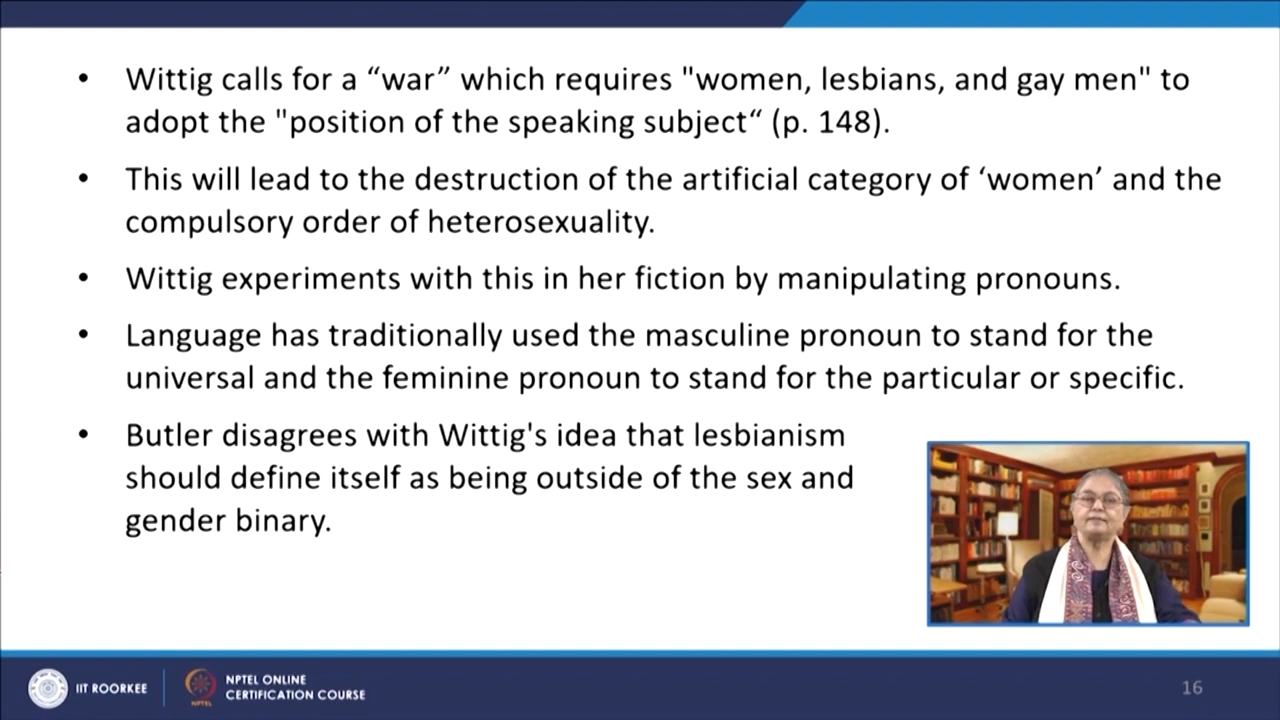 • Wittig calls for a “war” which requires "women, lesbians, and gay men" to
adopt the "position of the speaking subject“ (p. 148).
• This will lead to the destruction of the artificial category of ‘women’ and the
compulsory order of heterosexuality.
• Wittig experiments with this in her fiction by manipulating pronouns.
• Language has traditionally used the masculine pronoun to stand for the
universal and the feminine pronoun to stand for the particular or specific.
• Butler disagrees with Wittig's idea that lesbianism
should define itself as being outside of the sex and
gender binary.
IIT ROORKEE
NPTEL
NPTEL ONLINE
CERTIFICATION COURSE
16